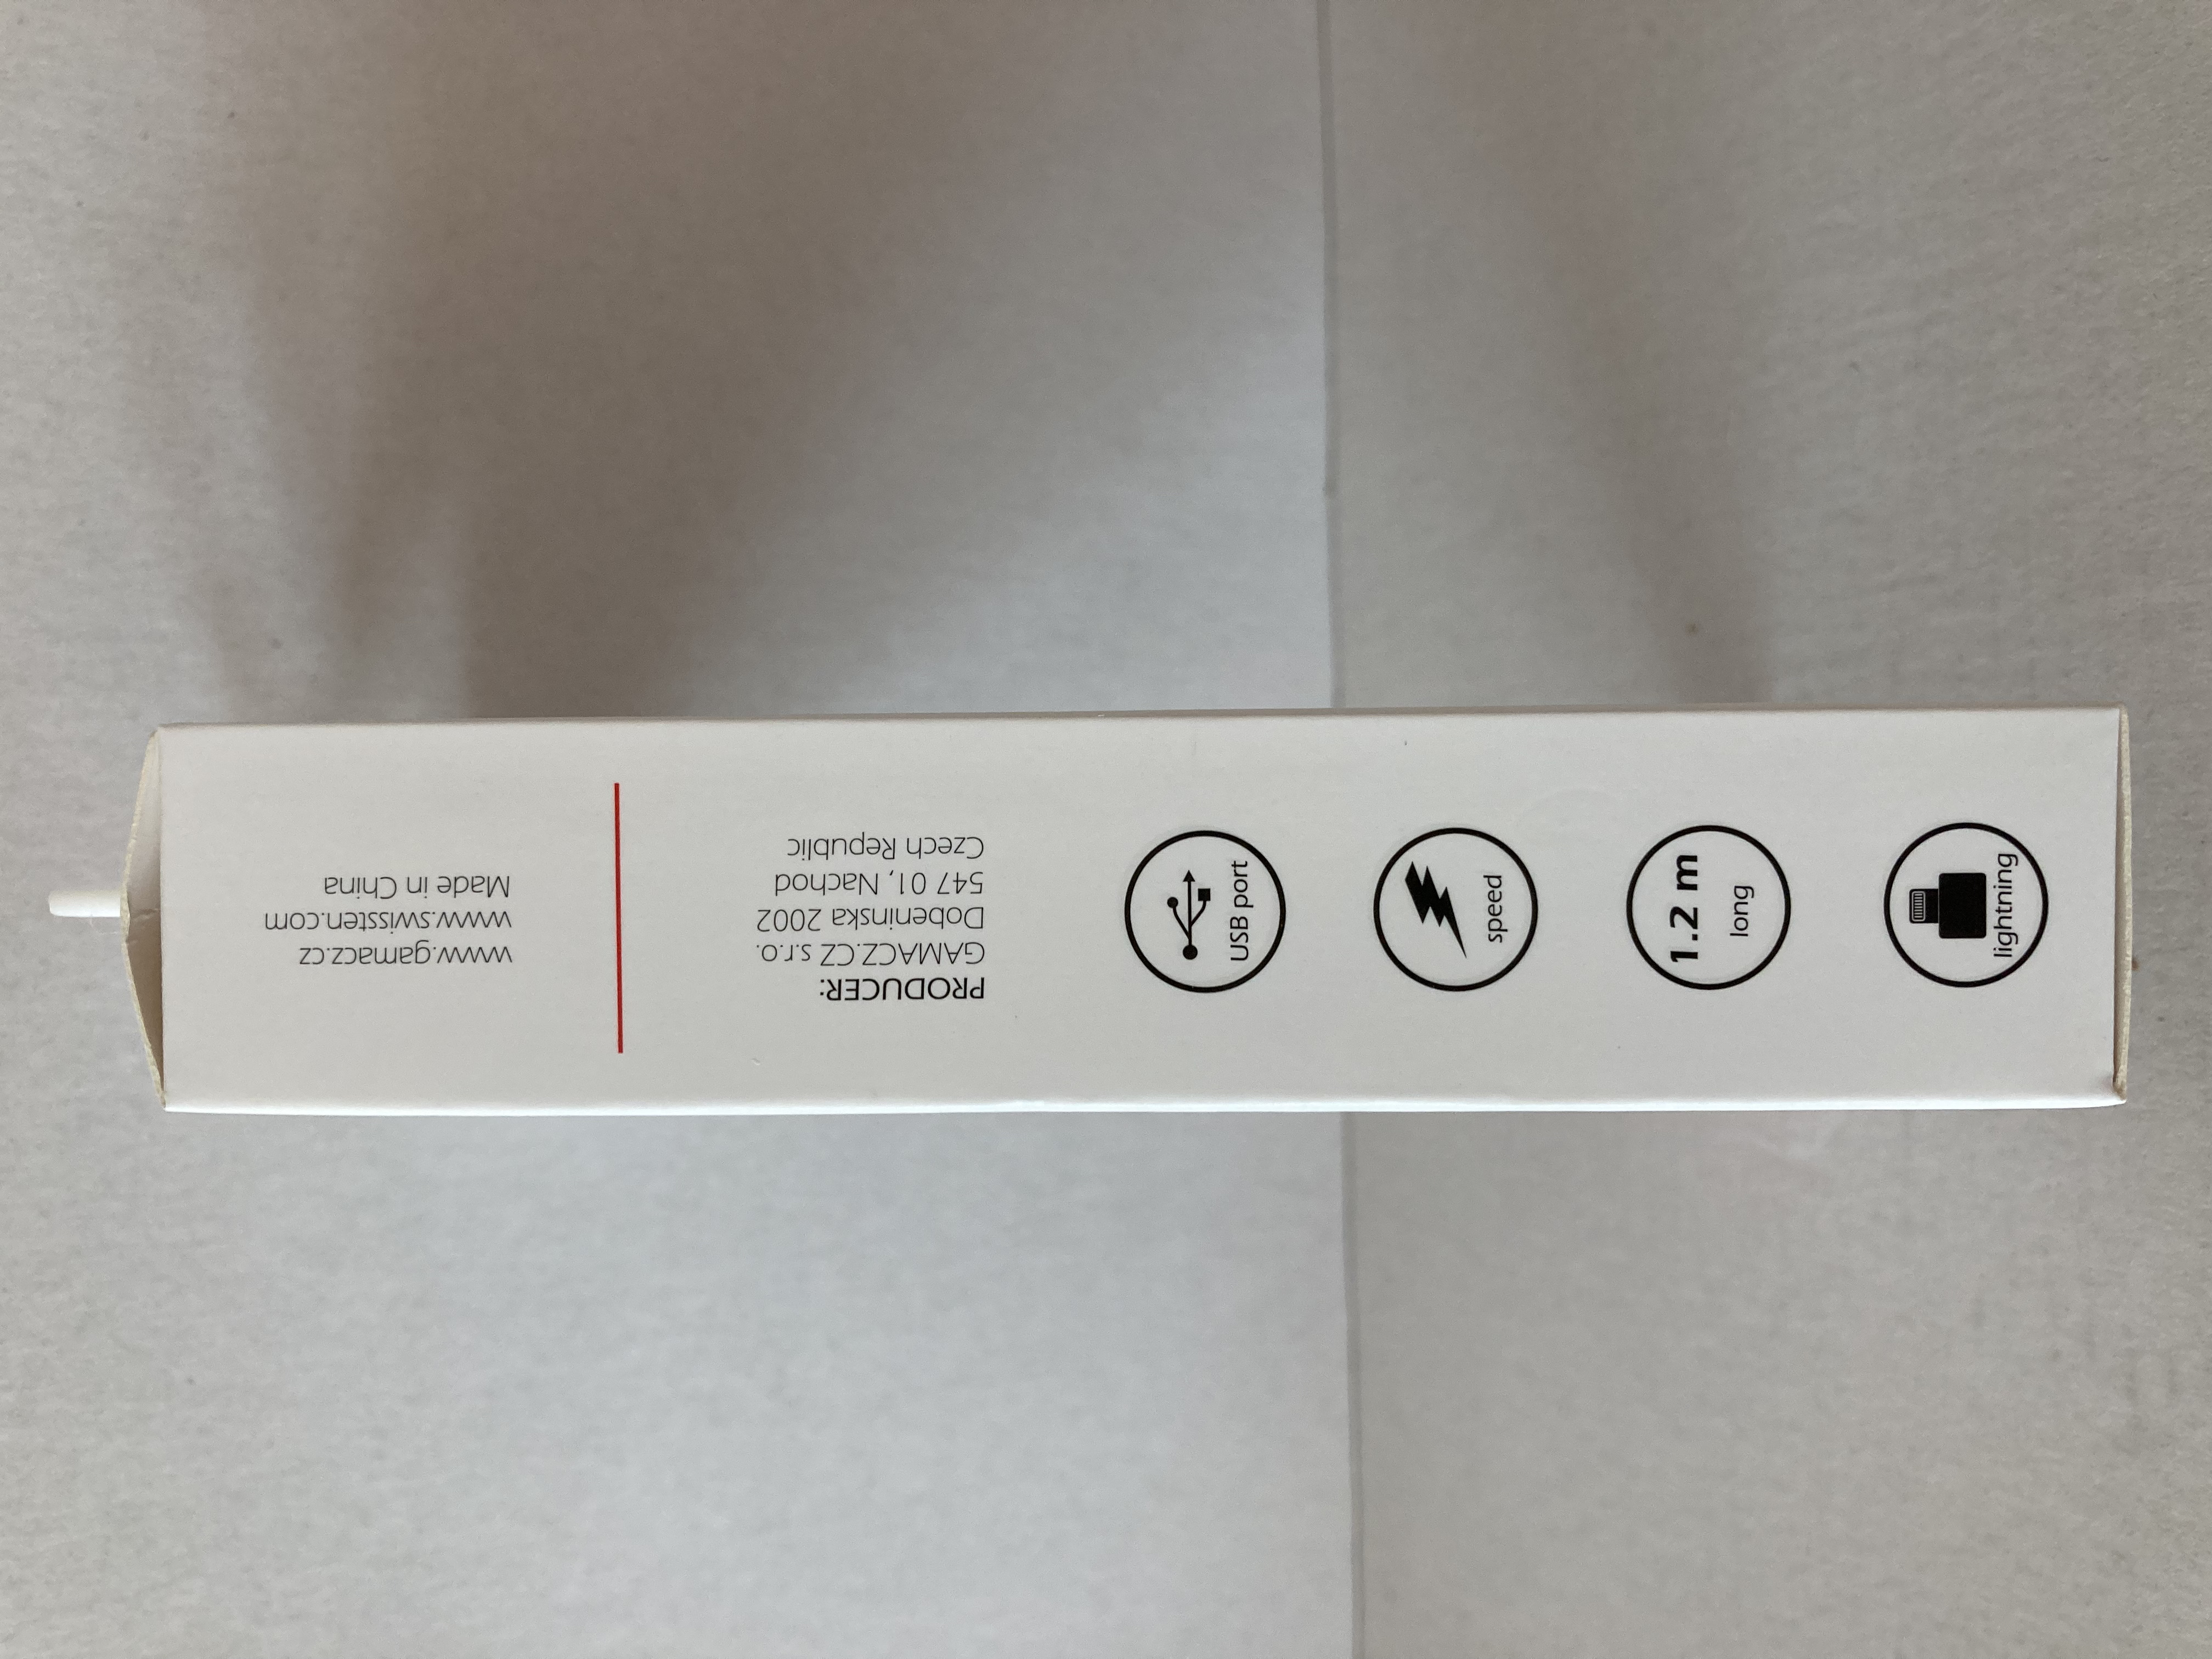 PRODUCER:
GAMACZ.CZ s.r.o.
Dobeninska 2002
547 01, Nachod
Czech Republic
www.gamacz.cz
www.swissten.com
Made in China
USB port
speed
1.2 m
long
lightning